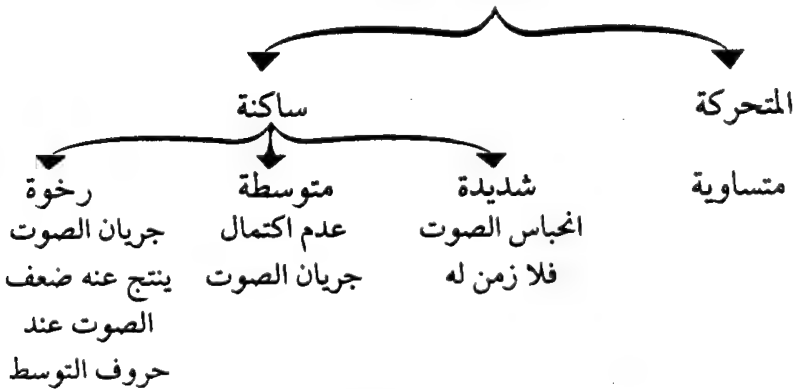 المتحركة
متساوية
ساكنة
شديدة
انحباس الصوت
فلا زمن له
متوسطة
عدم اكتمال
جريان الصوت
رخوة
جريان الصوت
ينتج عنه ضعف
الصوت عند
حروف التوسط